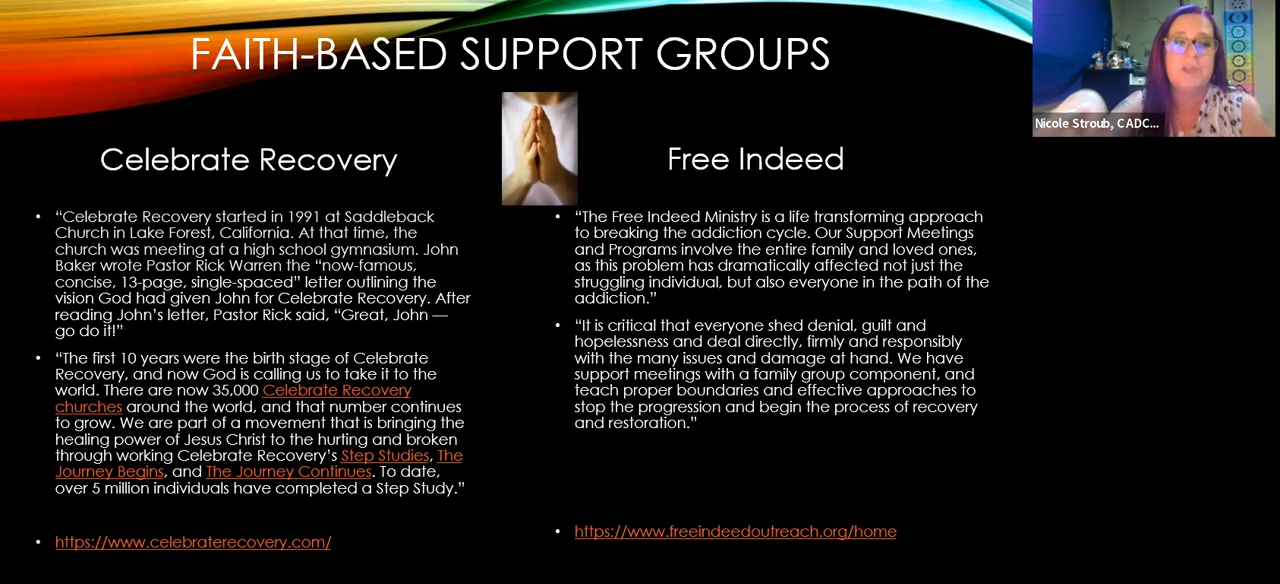 FAITH-BASED SUPPORT GROUPS
Nicole Stroub, CADC...
Celebrate Recovery
• “Celebrate Recovery started in 1991 at Saddleback
Church in Lake Forest, California. At that time, the
church was meeting at a high school gymnasium. John
Baker wrote Pastor Rick Warren the “now-famous,
concise, 13-page, single-spaced” letter outlining the
vision God had given John for Celebrate Recovery. After
reading John’s letter, Pastor Rick said, “Great, John —
go do it!”
• “The first 10 years were the birth stage of Celebrate
Recovery, and now God is calling us to take it to the
world. There are now 35,000 Celebrate Recovery
churches around the world, and that number continues
to grow. We are part of a movement that is bringing the
healing power of Jesus Christ to the hurting and broken
through working Celebrate Recovery’s Step Studies, The
Journey Begins, and The Journey Continues. To date,
over 5 million individuals have completed a Step Study.”
• https://www.celebraterecovery.com/
Free Indeed
• “The Free Indeed Ministry is a life transforming approach
to breaking the addiction cycle. Our Support Meetings
and Programs involve the entire family and loved ones,
as this problem has dramatically affected not just the
struggling individual, but also everyone in the path of the
addiction.”
• “It is critical that everyone shed denial, guilt and
hopelessness and deal directly, firmly and responsibly
with the many issues and damage at hand. We have
support meetings with a family group component, and
teach proper boundaries and effective approaches to
stop the progression and begin the process of recovery
and restoration.”
• https://www.freeindeedoutreach.org/home